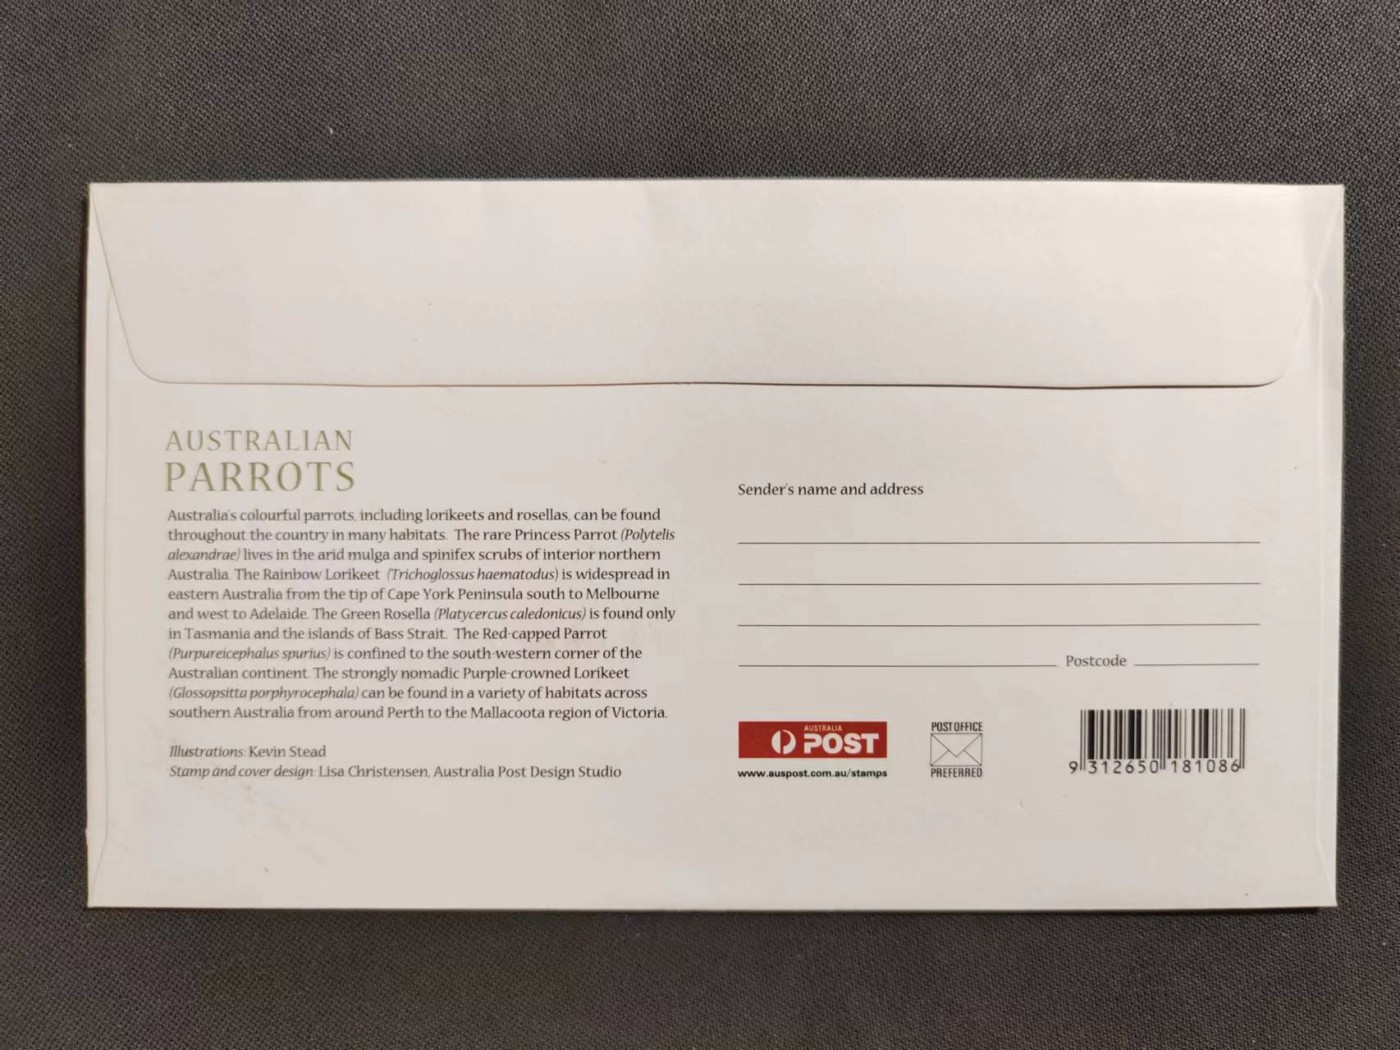 AUSTRALIAN
PARROTS
Australia's colourful parrots, including lorikeets and rosellas, can be found
throughout the country in many habitats. The rare Princess Parrot (Polytelis
alexandrae) lives in the arid mulga and spinifex scrubs of interior northern
Australia. The Rainbow Lorikeet (Trichoglossus haematodus) is widespread in
eastern Australia from the tip of Cape York Peninsula south to Melbourne
and west to Adelaide. The Green Rosella (Platycercus caledonicus) is found only
in Tasmania and the islands of Bass Strait. The Red-capped Parrot
(Purpureicephalus spurius) is confined to the south-western corner of the
Australian continent. The strongly nomadic Purple-crowned Lorikeet
(Glossopsitta porphyrocephala) can be found in a variety of habitats across
southern Australia from around Perth to the Mallacoota region of Victoria.
Illustrations: Kevin Stead
Stamp and cover design: Lisa Christensen, Australia Post Design Studio
Sender's name and address
Postcode
AUSTRALIA
POST
www.auspost.com.au/stamps
POST OFFICE
PREFERRED
9 312650 181086